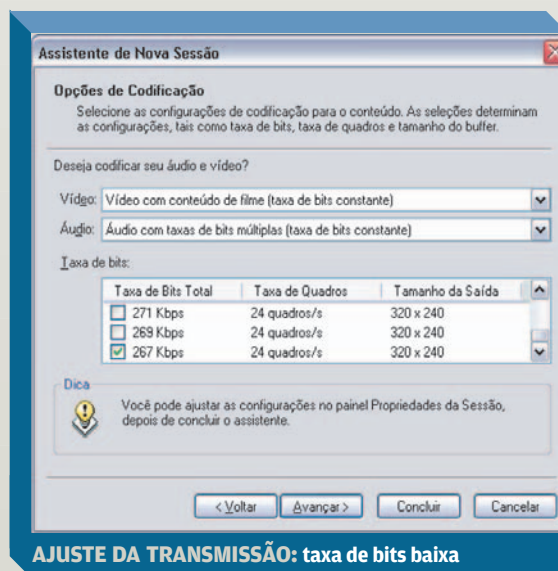 Assistente de Nova Sessão
Opções de Codificação
Selecione as configurações de codificação para o conteúdo. As seleções determinam
as configurações, tais como taxa de bits, taxa de quadros e tamanho do buffer.
Deseja codificar seu áudio e vídeo?
Vídeo: Vídeo com conteúdo de filme (taxa de bits constante)
Áudio: Áudio com taxas de bits múltiplas (taxa de bits constante)
Taxa de bits:
Taxa de Bits Total Taxa de Quadros Tamanho da Saída
271 Kbps 24 quadros/s 320 x 240
269 Kbps 24 quadros/s 320 x 240
267 Kbps 24 quadros/s 320 x 240
Dica
Você pode ajustar as configurações no painel Propriedades da Sessão,
depois de concluir o assistente.
< Voltar Avançar > Concluir Cancelar
AJUSTE DA TRANSMISSÃO: taxa de bits baixa